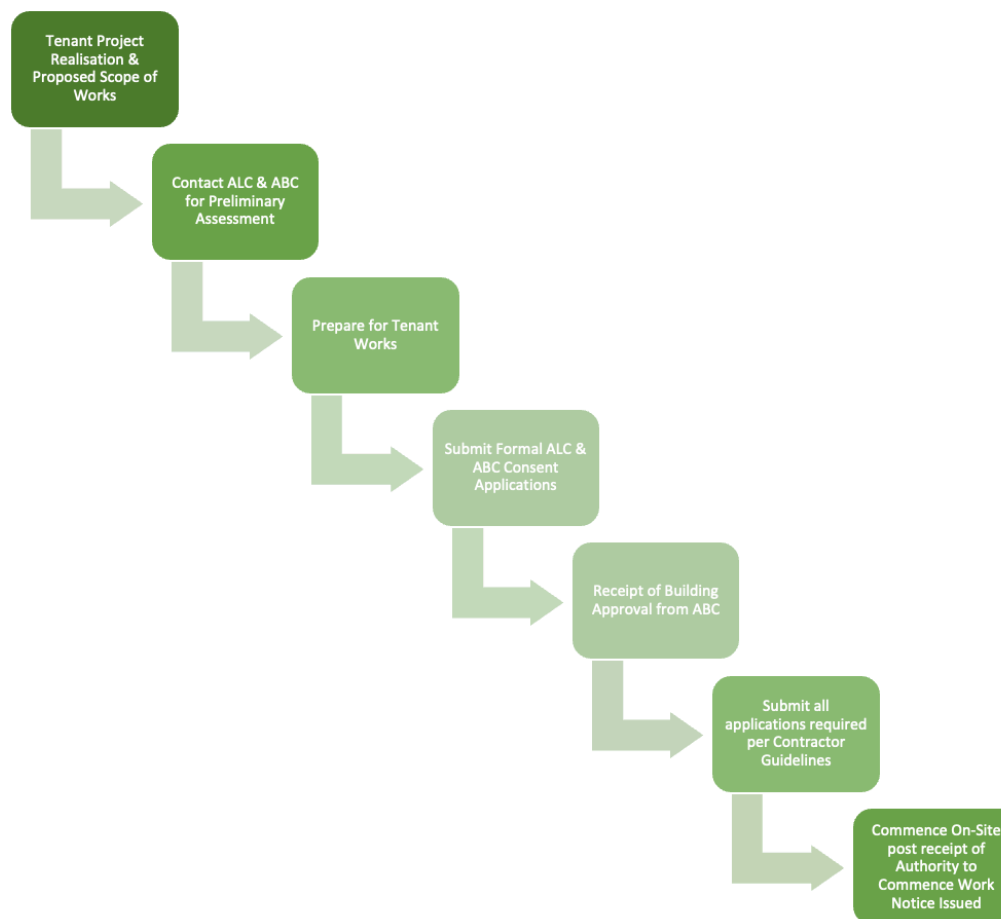 Tenant Project
Realisation &
Proposed Scope of
Works
Contact ALC & ABC
for Preliminary
Assessment
Prepare for Tenant
Works
Submit Formal ALC &
ABC Consent
Applications
Receipt of Building
Approval from ABC
Submit all
applications required
per Contractor
Guidelines
Commence On-Site
post receipt of
Authority to
Commence Work
Notice Issued